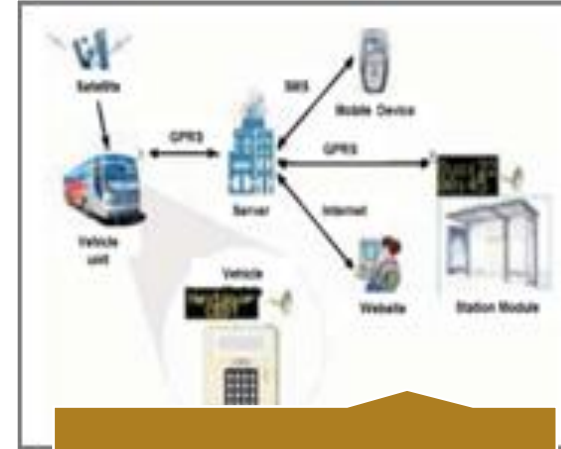 Satellite
SMS
Mobile Device
GPRS
GPRS
Server
Internet
Vehicle
unit
Vehicle
Website
Station Module